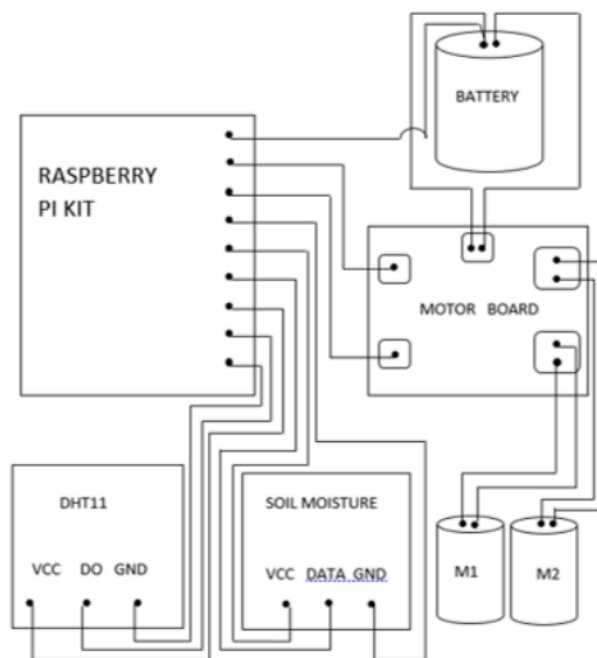 BATTERY
RASPBERRY
PI KIT
MOTOR BOARD
DHT11
SOIL MOISTURE
VCC DO GND
VCC DATA GND
M1
M2